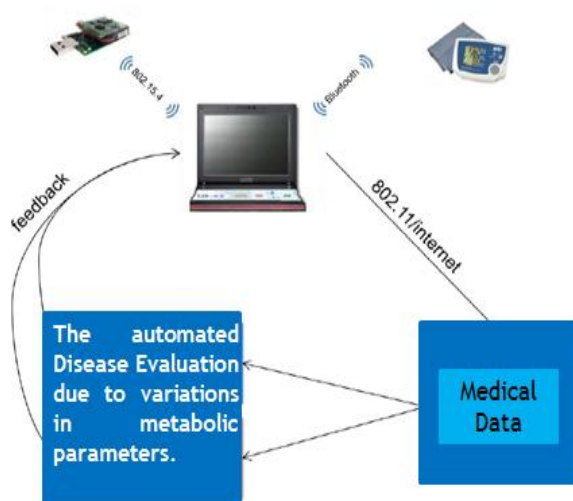 802.15.4
Bluetooth
802.11/internet
feedback
The automated
Disease Evaluation
due to variations
in metabolic
parameters.
Medical
Data